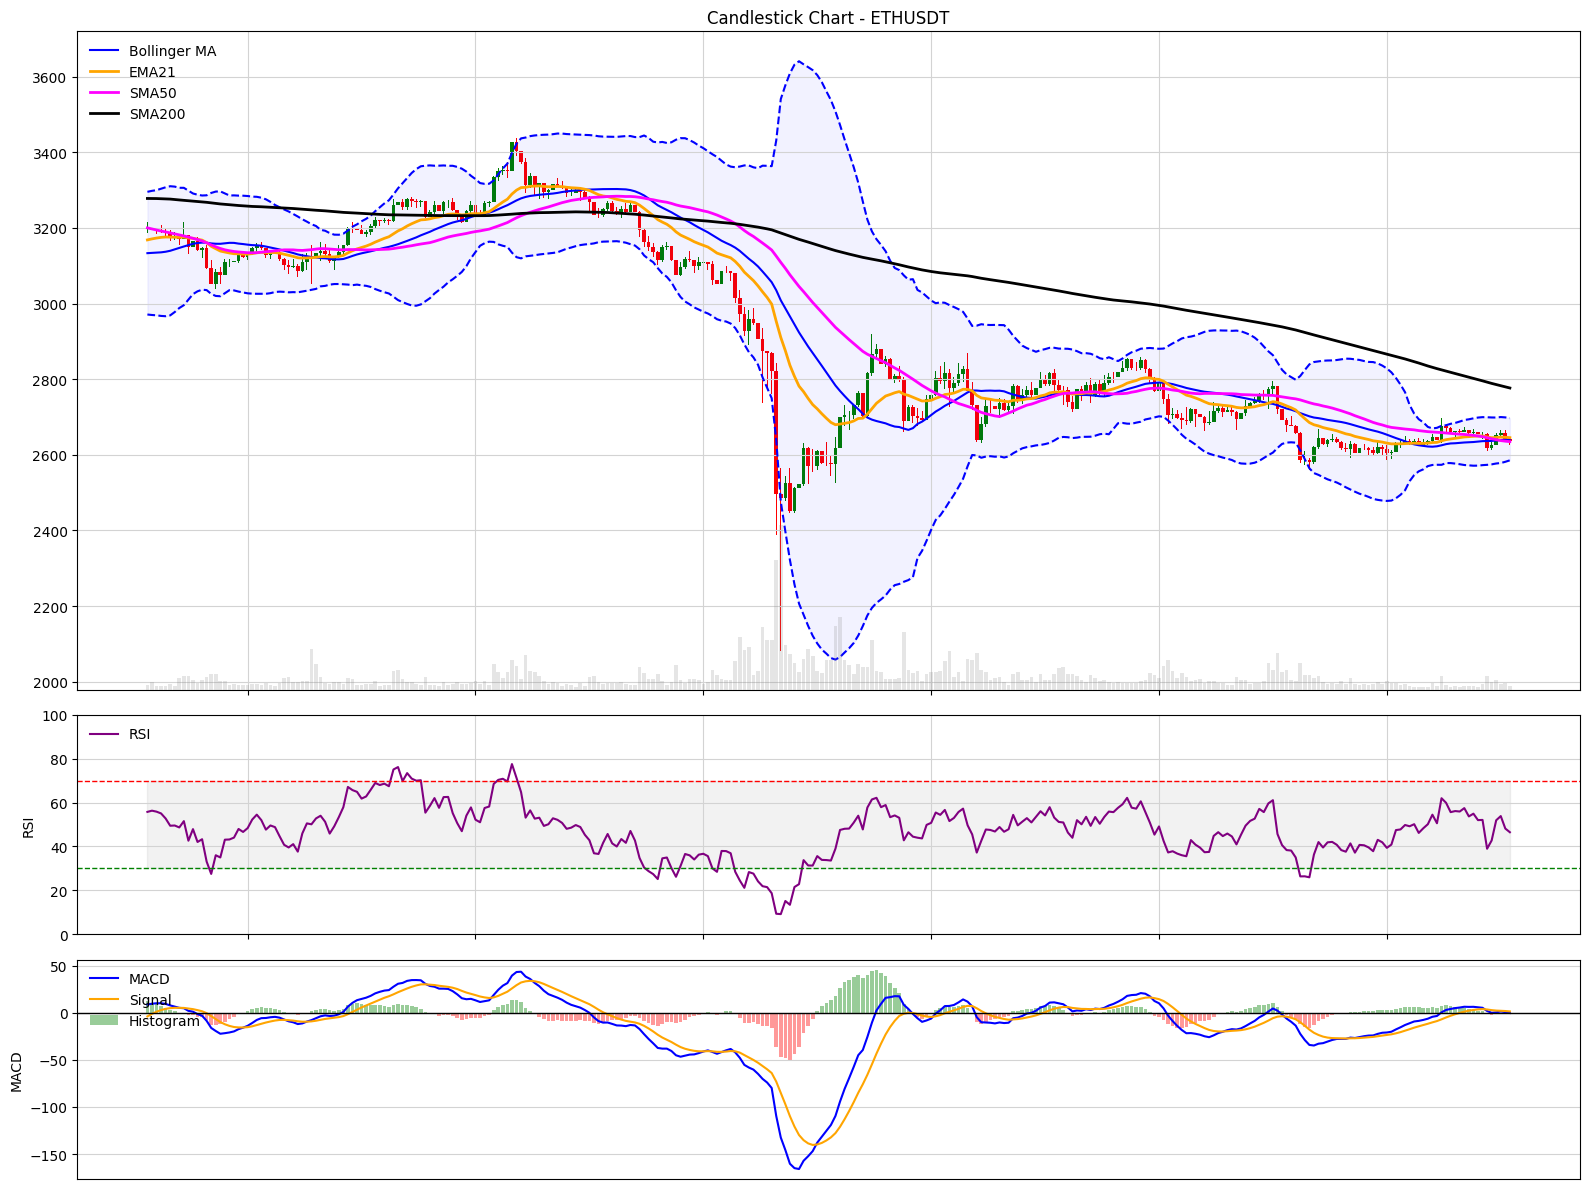 Candlestick Chart - ETHUSDT
Bollinger MA
EMA21
SMA50
SMA200
3600
3400
3200
3000
2800
2600
2400
2200
2000
100
80
60
40
20
0
RSI
RSI
50
0
−50
−100
−150
MACD
MACD
Signal
Histogram